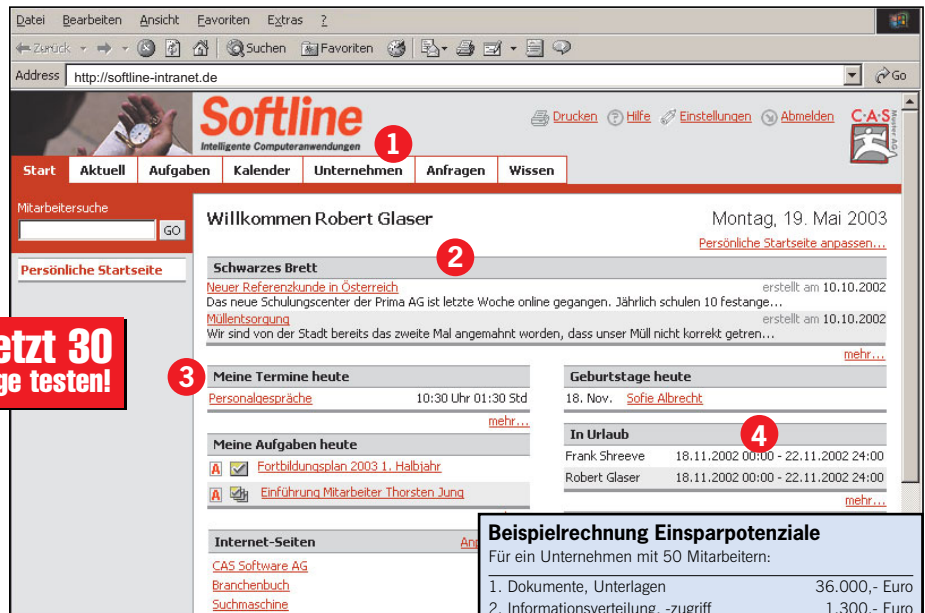 Datei Bearbeiten Ansicht Favoriten Extras ?
Zurück Suchen Favoriten
Address http://softline-intranet.de Go
Softline
Intelligente Computeranwendungen
Drucken Hilfe Einstellungen Abmelden
C·A·S
1
Start Aktuell Aufgaben Kalender Unternehmen Anfragen Wissen
Mitarbeitersuche
GO
Persönliche Startseite
Willkommen Robert Glaser
Montag, 19. Mai 2003
Persönliche Startseite anpassen...
2
Schwarzes Brett
Neuer Referenzkunde in Österreich erstellt am 10.10.2002
Das neue Schulungscenter der Prima AG ist letzte Woche online gegangen. Jährlich schulen 10 festange...
Müllentsorgung erstellt am 10.10.2002
Wir sind von der Stadt bereits das zweite Mal angemahnt worden, dass unser Müll nicht korrekt getren...
mehr...
etzt 30
ge testen!
3
Meine Termine heute
Personalgespräche 10:30 Uhr 01:30 Std
mehr...
Meine Aufgaben heute
A Fortbildungsplan 2003 1. Halbjahr
A Einführung Mitarbeiter Thorsten Jung
Geburtstage heute
18. Nov. Sofie Albrecht
4
In Urlaub
Frank Shreeve 18.11.2002 00:00 - 22.11.2002 24:00
Robert Glaser 18.11.2002 00:00 - 22.11.2002 24:00
mehr...
Internet-Seiten
CAS Software AG
Branchenbuch
Suchmaschine
Beispielrechnung Einsparpotenziale
Für ein Unternehmen mit 50 Mitarbeitern:
1. Dokumente, Unterlagen 36.000,- Euro
2. Informationsverteilung, -zugriff 1.300,- Euro